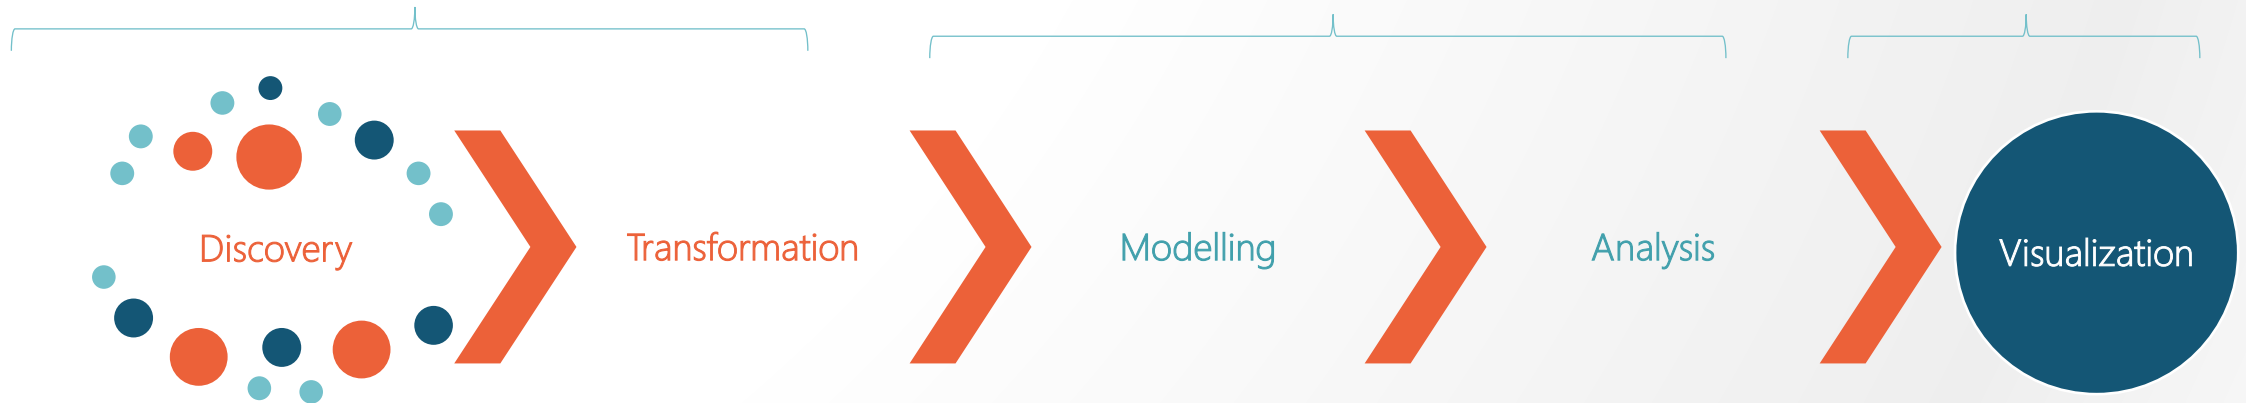 Discovery
Transformation
Modelling
Analysis
Visualization